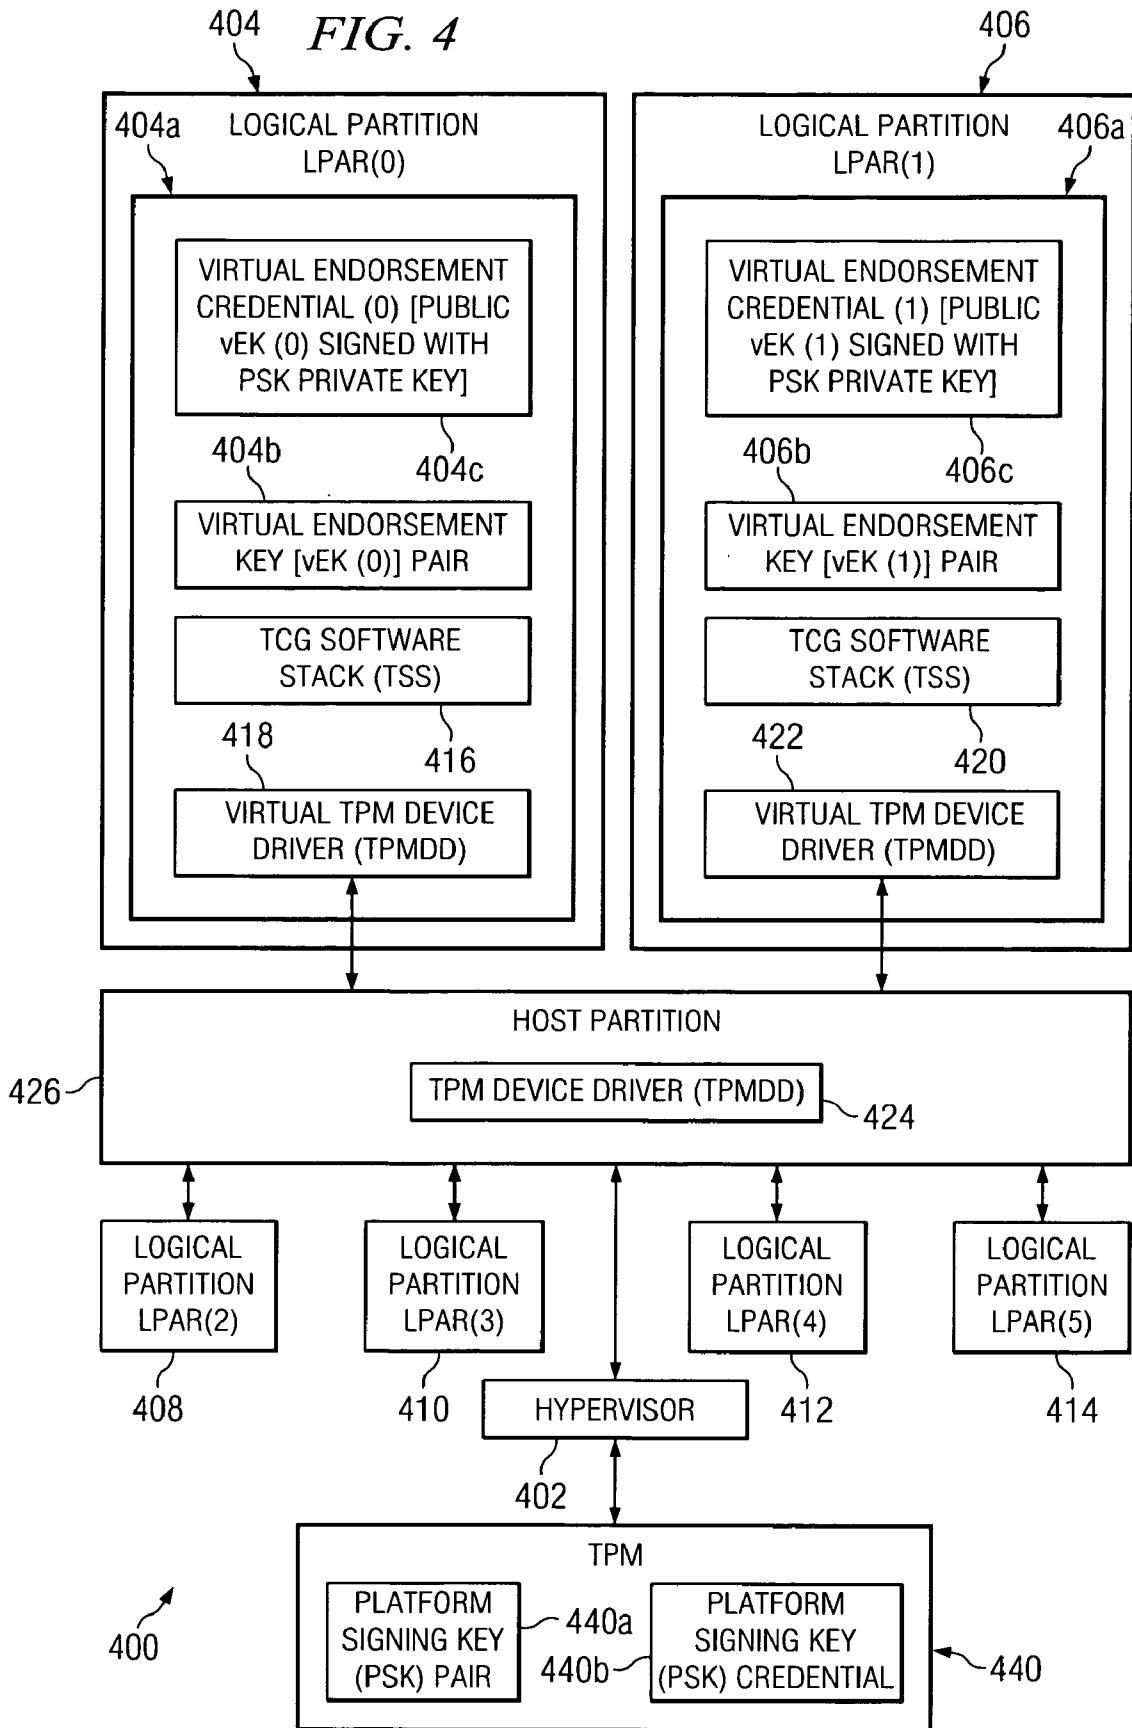 FIG. 4
404
406
404a
LOGICAL PARTITION
LPAR(0)
LOGICAL PARTITION
LPAR(1)
406a
VIRTUAL ENDORSEMENT
CREDENTIAL (0) [PUBLIC
vEK (0) SIGNED WITH
PSK PRIVATE KEY]
VIRTUAL ENDORSEMENT
CREDENTIAL (1) [PUBLIC
vEK (1) SIGNED WITH
PSK PRIVATE KEY]
404b
404c
406b
406c
VIRTUAL ENDORSEMENT
KEY [vEK (0)] PAIR
VIRTUAL ENDORSEMENT
KEY [vEK (1)] PAIR
TCG SOFTWARE
STACK (TSS)
TCG SOFTWARE
STACK (TSS)
418
416
422
420
VIRTUAL TPM DEVICE
DRIVER (TPMDD)
VIRTUAL TPM DEVICE
DRIVER (TPMDD)
HOST PARTITION
426
TPM DEVICE DRIVER (TPMDD)
424
LOGICAL
PARTITION
LPAR(2)
LOGICAL
PARTITION
LPAR(3)
LOGICAL
PARTITION
LPAR(4)
LOGICAL
PARTITION
LPAR(5)
408
410
412
414
HYPERVISOR
402
TPM
400
PLATFORM
SIGNING KEY
(PSK) PAIR
440a
440b
PLATFORM
SIGNING KEY
(PSK) CREDENTIAL
440